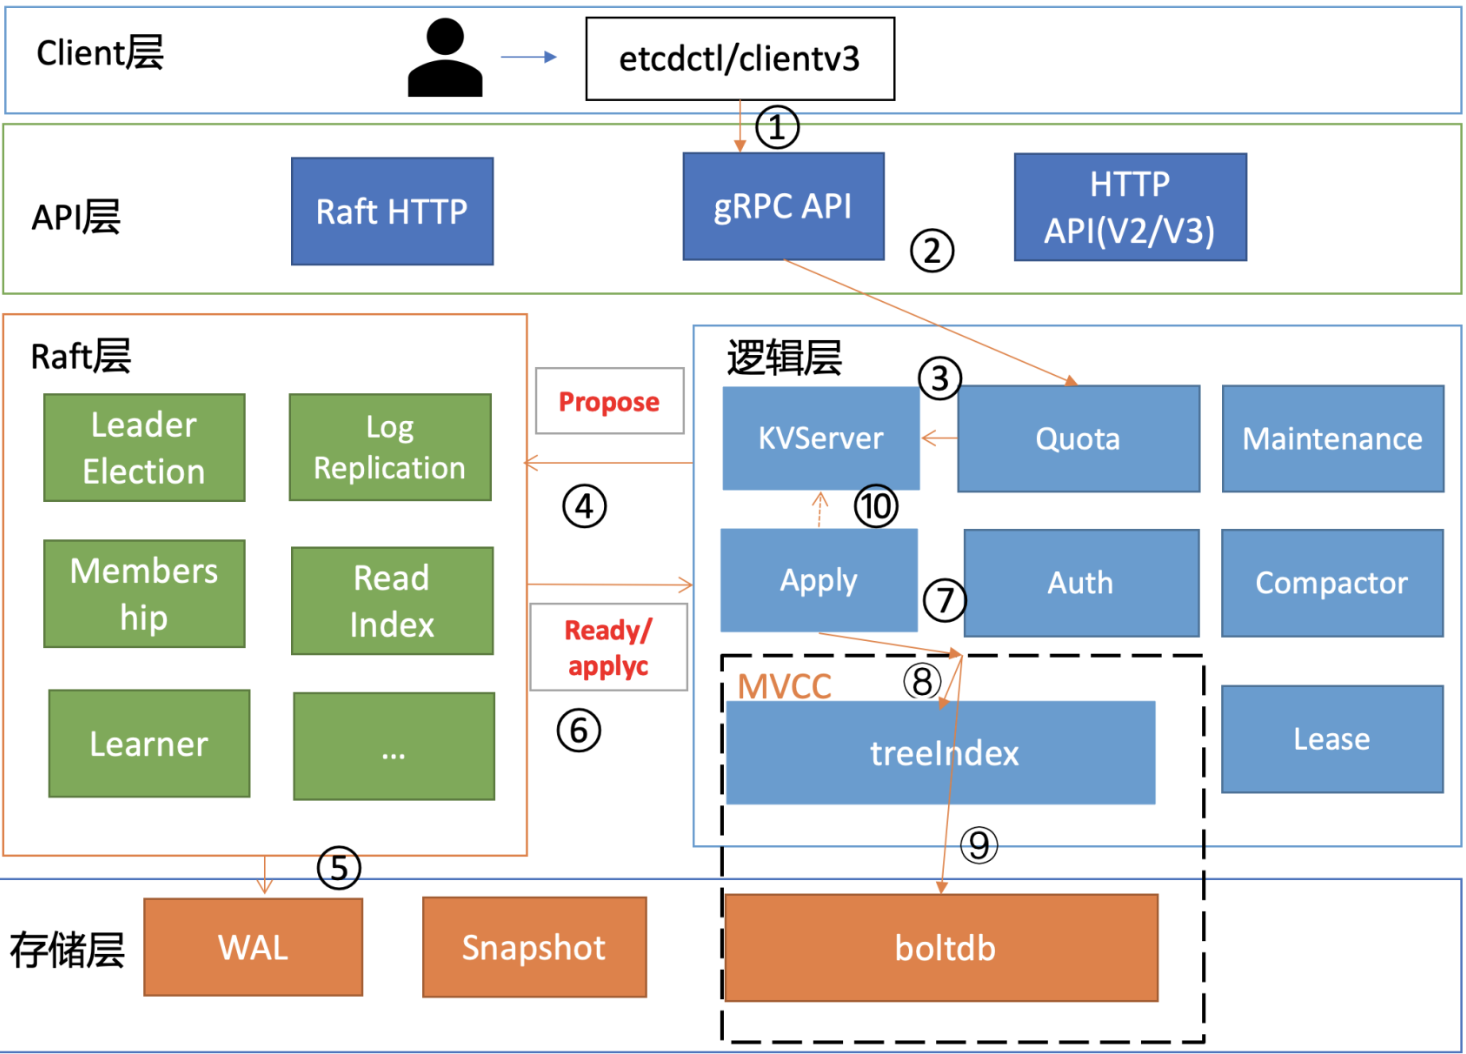 Client层
etcdctl/clientv3
①
API层
Raft HTTP
gRPC API
HTTP
API(V2/V3)
②
Raft层
Leader
Election
Log
Replication
Members
hip
Read
Index
Learner
...
Propose
④
Ready/
applyc
⑥
逻辑层
③
KVServer
Quota
Maintenance
⑩
Apply
Auth
Compactor
⑦
MVCC
⑧
treeIndex
Lease
⑨
⑤
存储层
WAL
Snapshot
boltdb